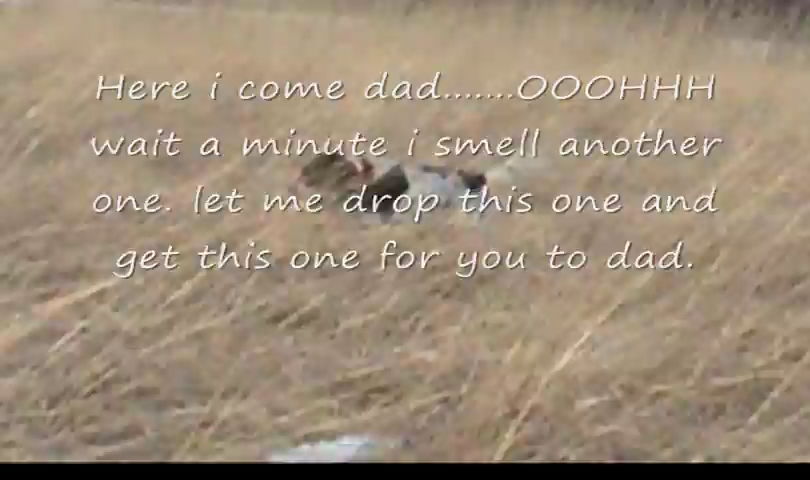 Here i come dad.......OOOHHH
wait a minute i smell another
one. let me drop this one and
get this one for you to dad.